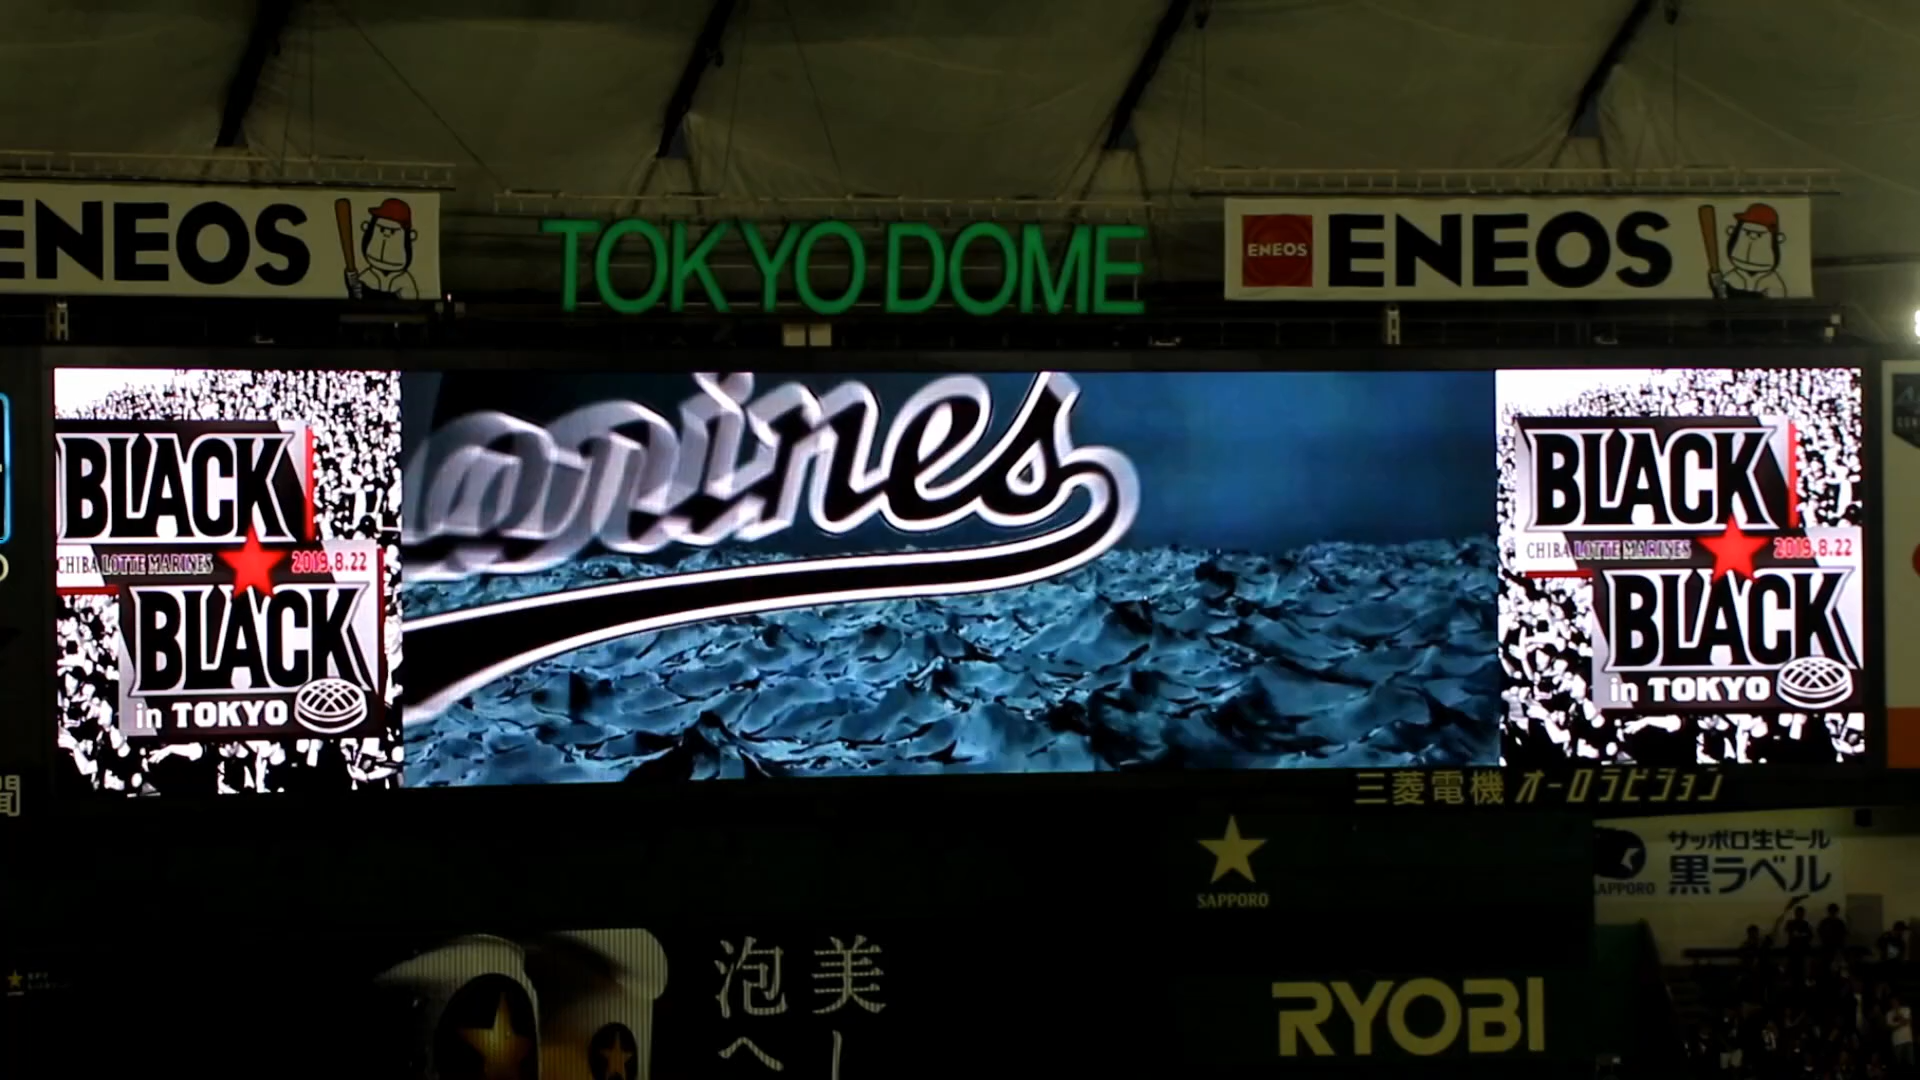 ENEOS
TOKYO DOME
ENEOS ENEOS
BLACK
CHIBA LOTTE MARINES 2019.8.22
BLACK
in TOKYO
Marines
BLACK
CHIBA LOTTE MARINES 2019.8.22
BLACK
in TOKYO
三菱電機 オーロラビジョン
SAPPORO
サッポロ生ビール
黒ラベル
SAPPORO
美
泡
RYOBI